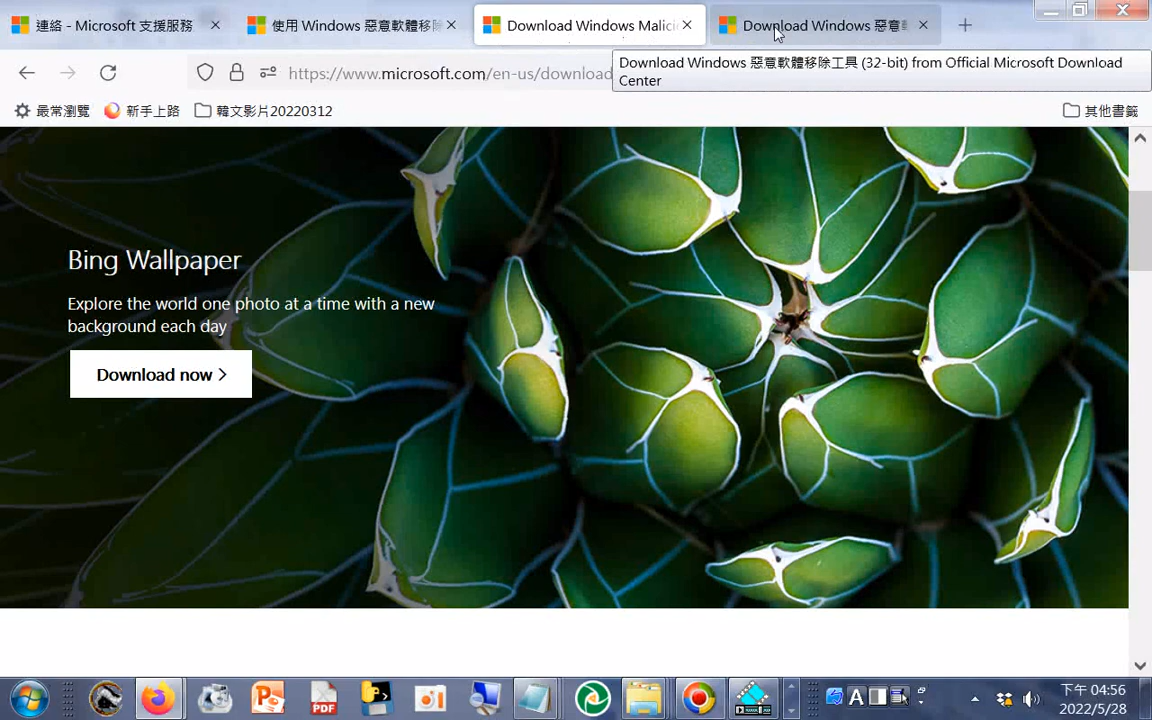 連絡 - Microsoft 支援服務
使用 Windows 惡意軟體移除
Download Windows Malici
Download Windows 惡意
https://www.microsoft.com/en-us/download
Download Windows 惡意軟體移除工具 (32-bit) from Official Microsoft Download
Center
最常瀏覽
新手上路
韓文影片20220312
其他書籤
Bing Wallpaper
Explore the world one photo at a time with a new
background each day
Download now
PDF
A
下午 04:56
2022/5/28